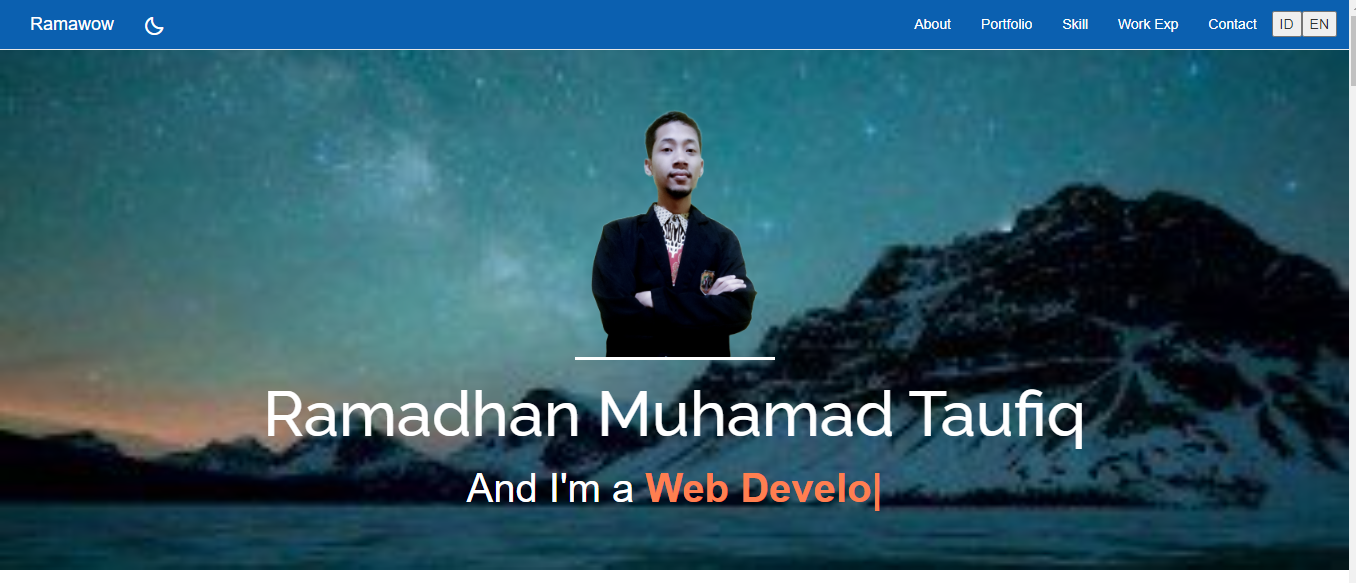 Ramawow About Portfolio Skill Work Exp Contact ID EN
Ramadhan Muhamad Taufiq
And I'm a Web Develo|